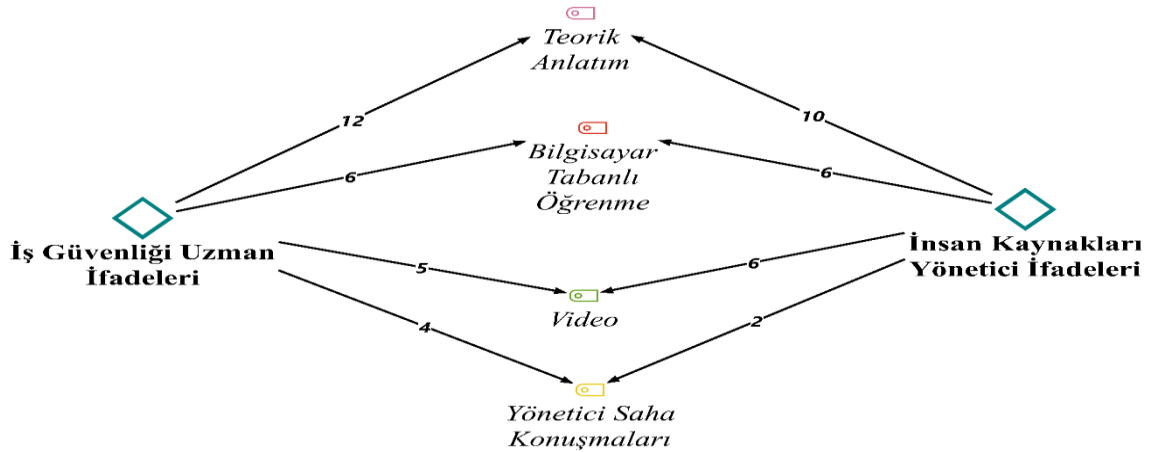 Teorik
Anlatım
12
10
Bilgisayar
Tabanlı
Öğrenme
6
6
İş Güvenliği Uzman
İfadeleri
İnsan Kaynakları
Yönetici İfadeleri
5
6
Video
4
2
Yönetici Saha
Konuşmaları